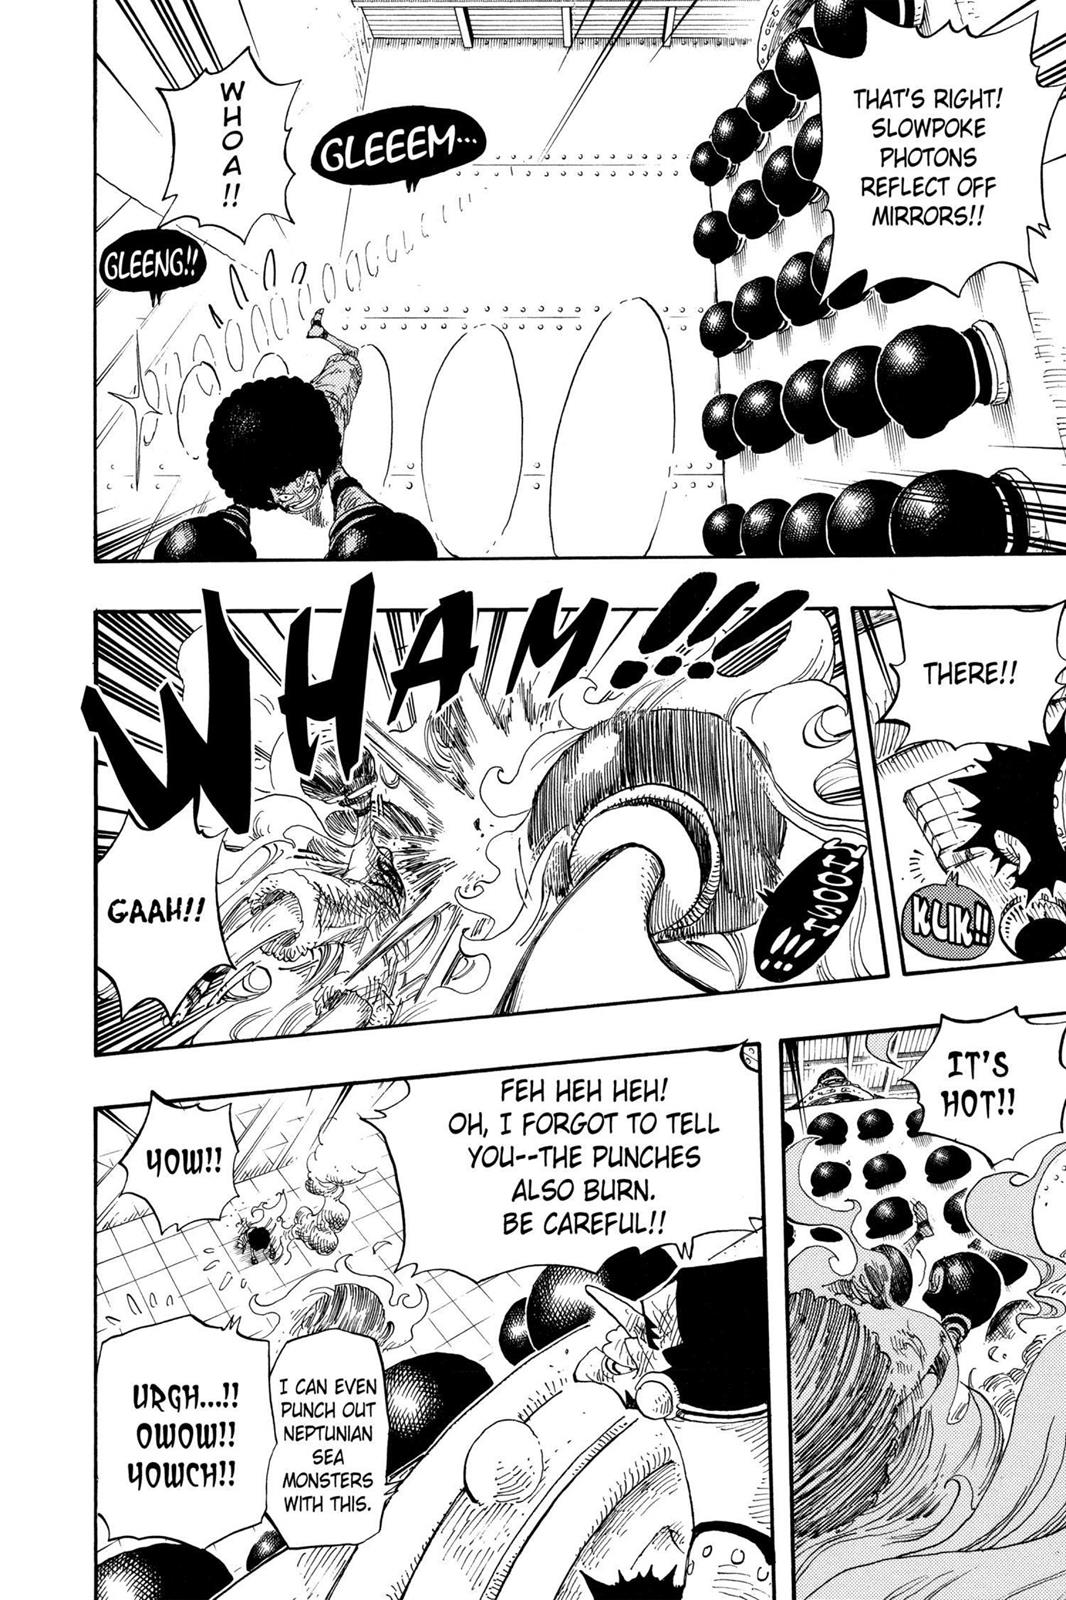 THAT'S RIGHT!
SLOWPOKE
PHOTONS
REFLECT OFF
MIRRORS!!
GLEEEM...
WHOA!!
GLEENG!!
THERE!!
KLIK!!
WHAM!!!
WHOOSH!!!
GAAH!!
IT'S
HOT!!
FEH HEH HEH!
OH, I FORGOT TO TELL
YOU--THE PUNCHES
ALSO BURN.
BE CAREFUL!!
YOW!!
I CAN EVEN
PUNCH OUT
NEPTUNIAN
SEA
MONSTERS
WITH THIS.
URGH...!!
OWOW!!
YOWCH!!